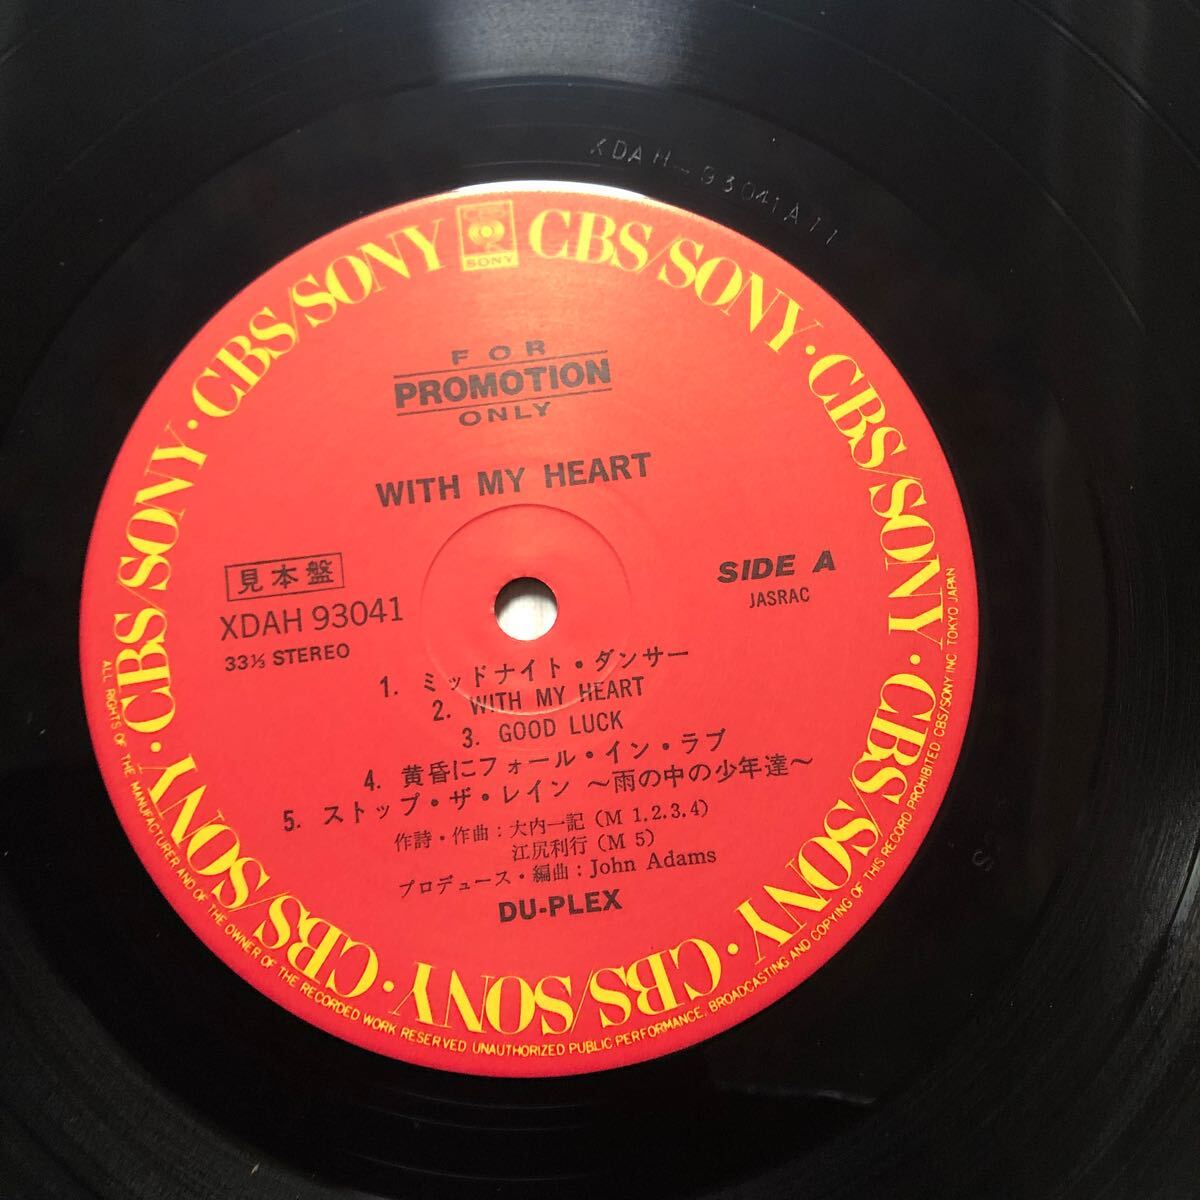 XDAH-93041A11
CBS/SONY · CBS/SONY · CBS/SONY · CBS/SONY · CBS/SONY · CBS/SONY · CBS/SONY · CBS/SONY
SONY
FOR
PROMOTION
ONLY
WITH MY HEART
見本盤
XDAH 93041
33⅓ STEREO
SIDE A
JASRAC
1. ミッドナイト・ダンサー
2. WITH MY HEART
3. GOOD LUCK
4. 黄昏にフォール・イン・ラブ
5. ストップ・ザ・レイン ～雨の中の少年達～
作詩・作曲：大内一記 (M 1.2.3.4)
江尻利行 (M 5)
プロデュース・編曲：John Adams
DU-PLEX
ALL RIGHTS OF THE MANUFACTURER AND OF THE OWNER OF THE RECORDED WORK RESERVED UNAUTHORIZED PUBLIC PERFORMANCE, BROADCASTING AND COPYING OF THIS RECORD PROHIBITED CBS/SONY INC TOKYO JAPAN